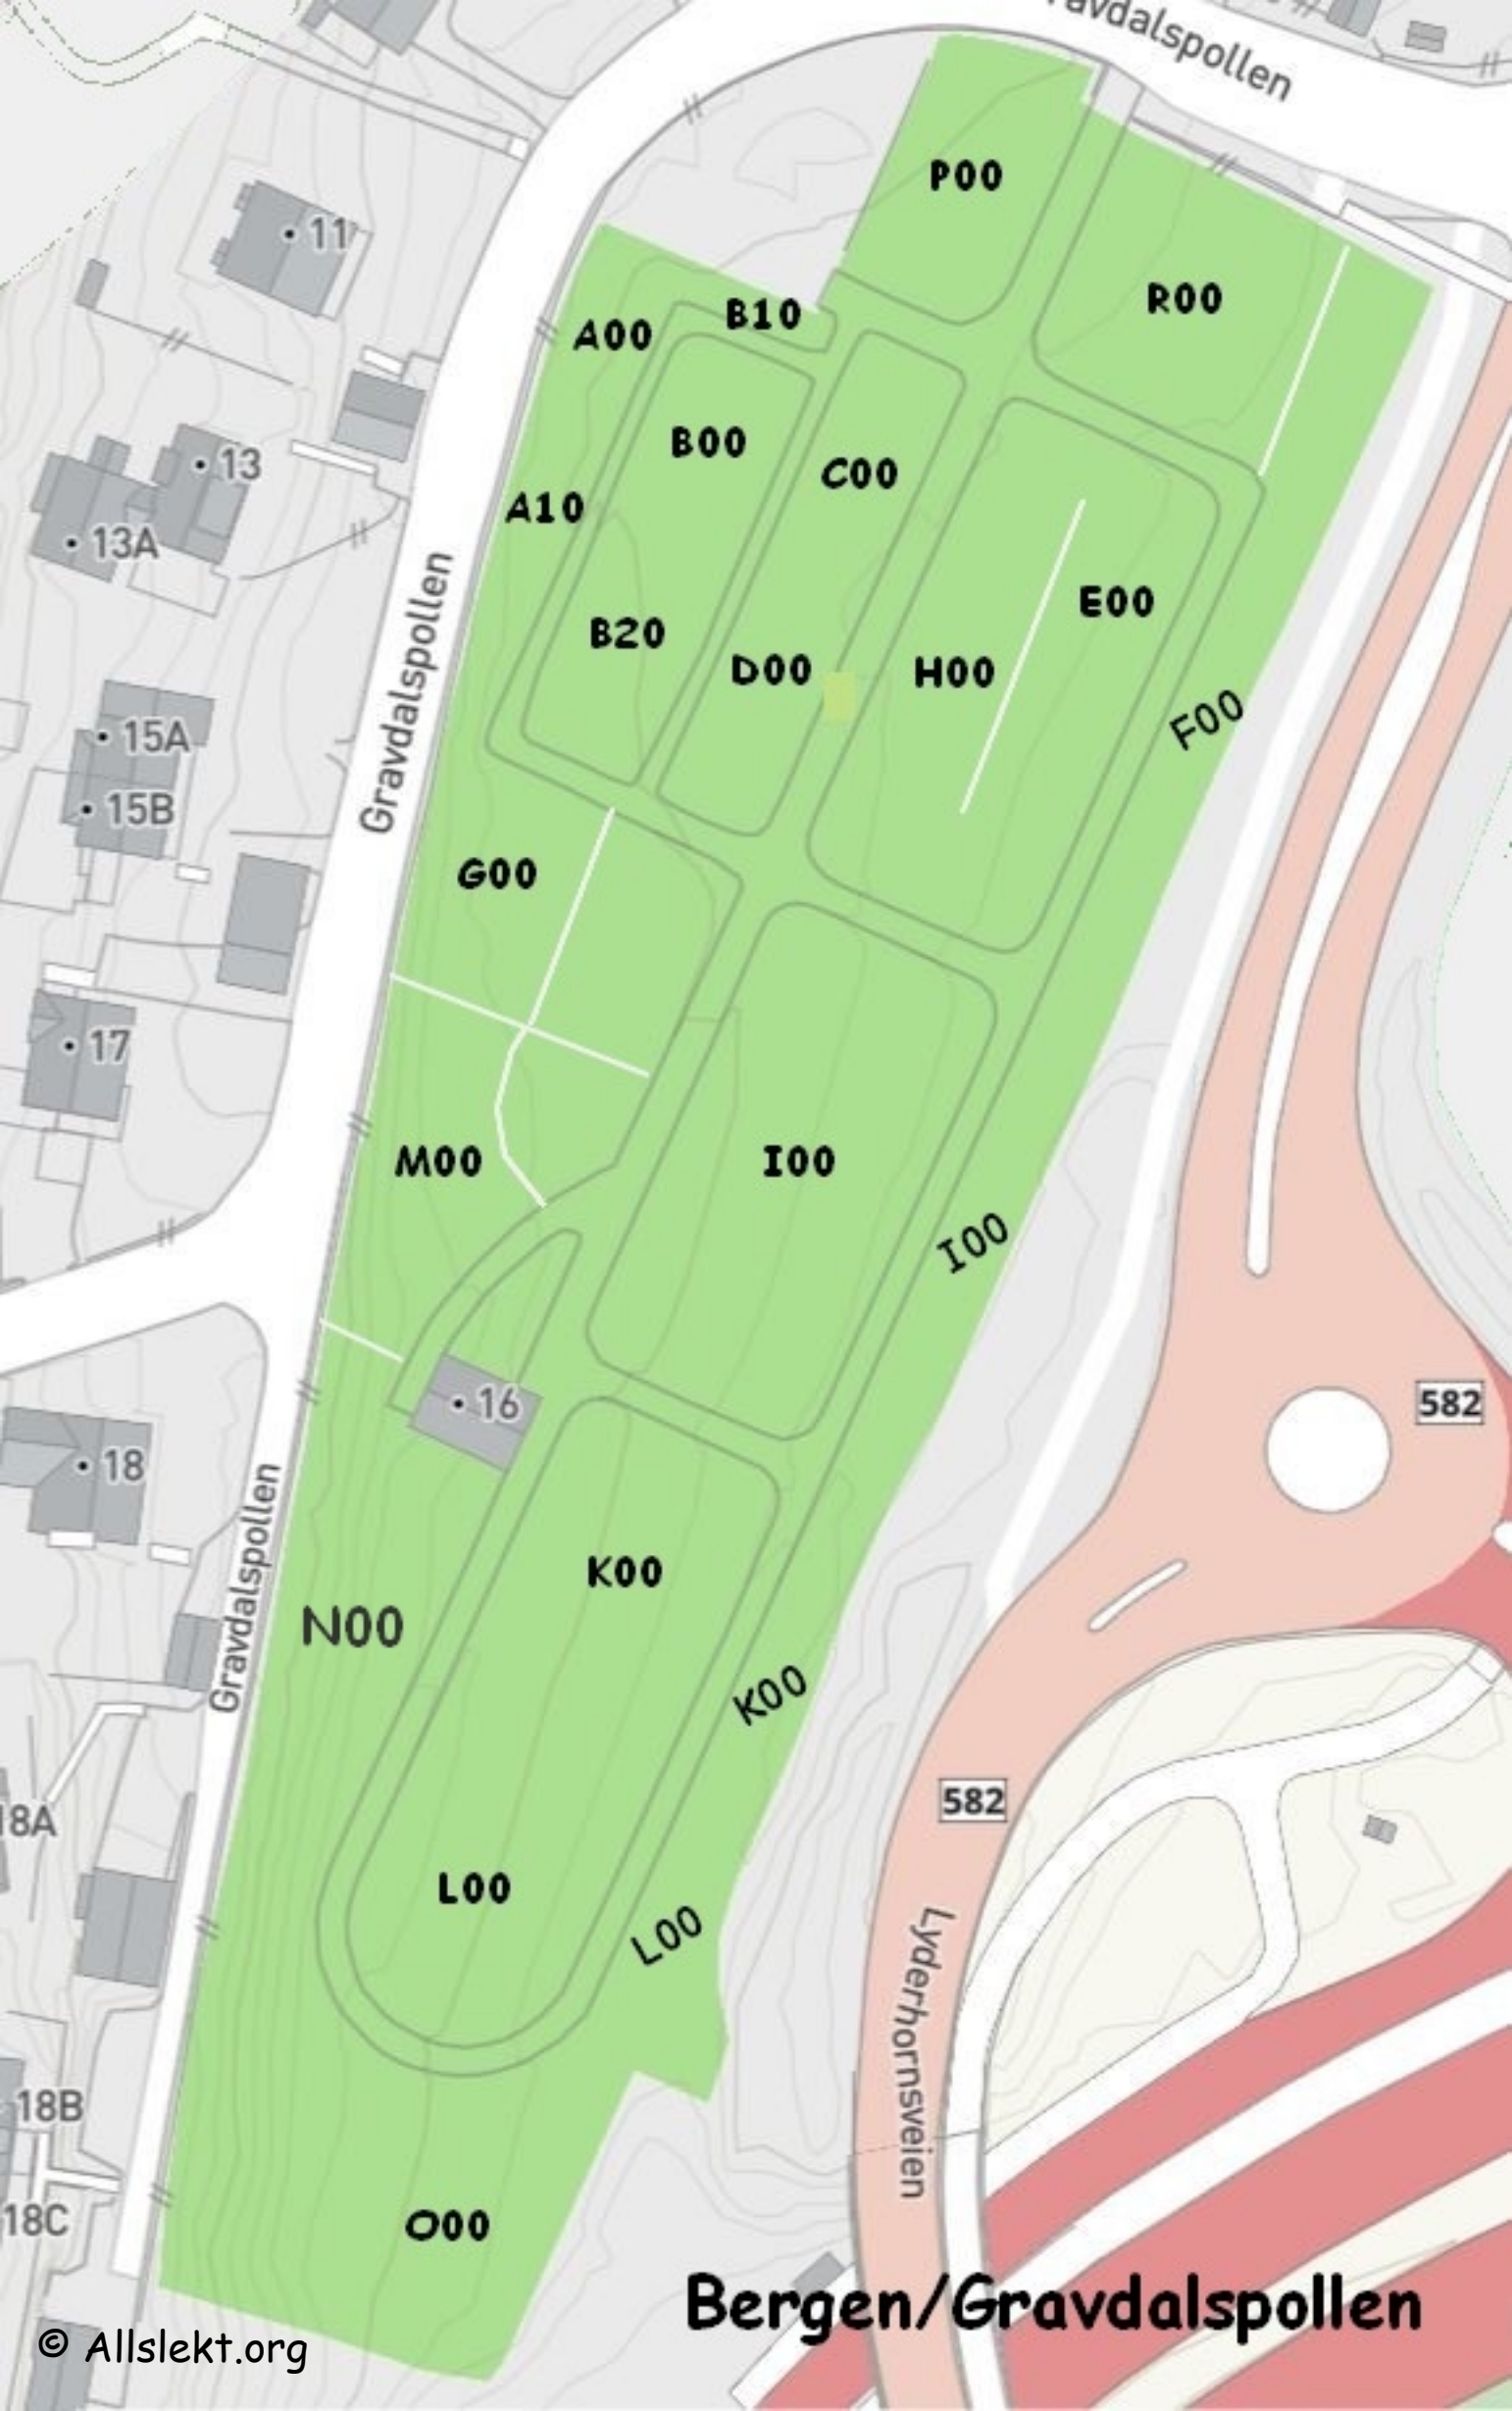 Gravdalspollen
P00
11
R00
B10
A00
B00
13
C00
A10
13A
E00
B20
D00
H00
F00
15A
Gravdalspollen
15B
G00
17
M00
I00
I00
582
16
18
K00
Gravdalspollen
N00
K00
582
18A
L00
L00
Lyderhornsveien
18B
18C
O00
Bergen/Gravdalspollen
© Allslekt.org